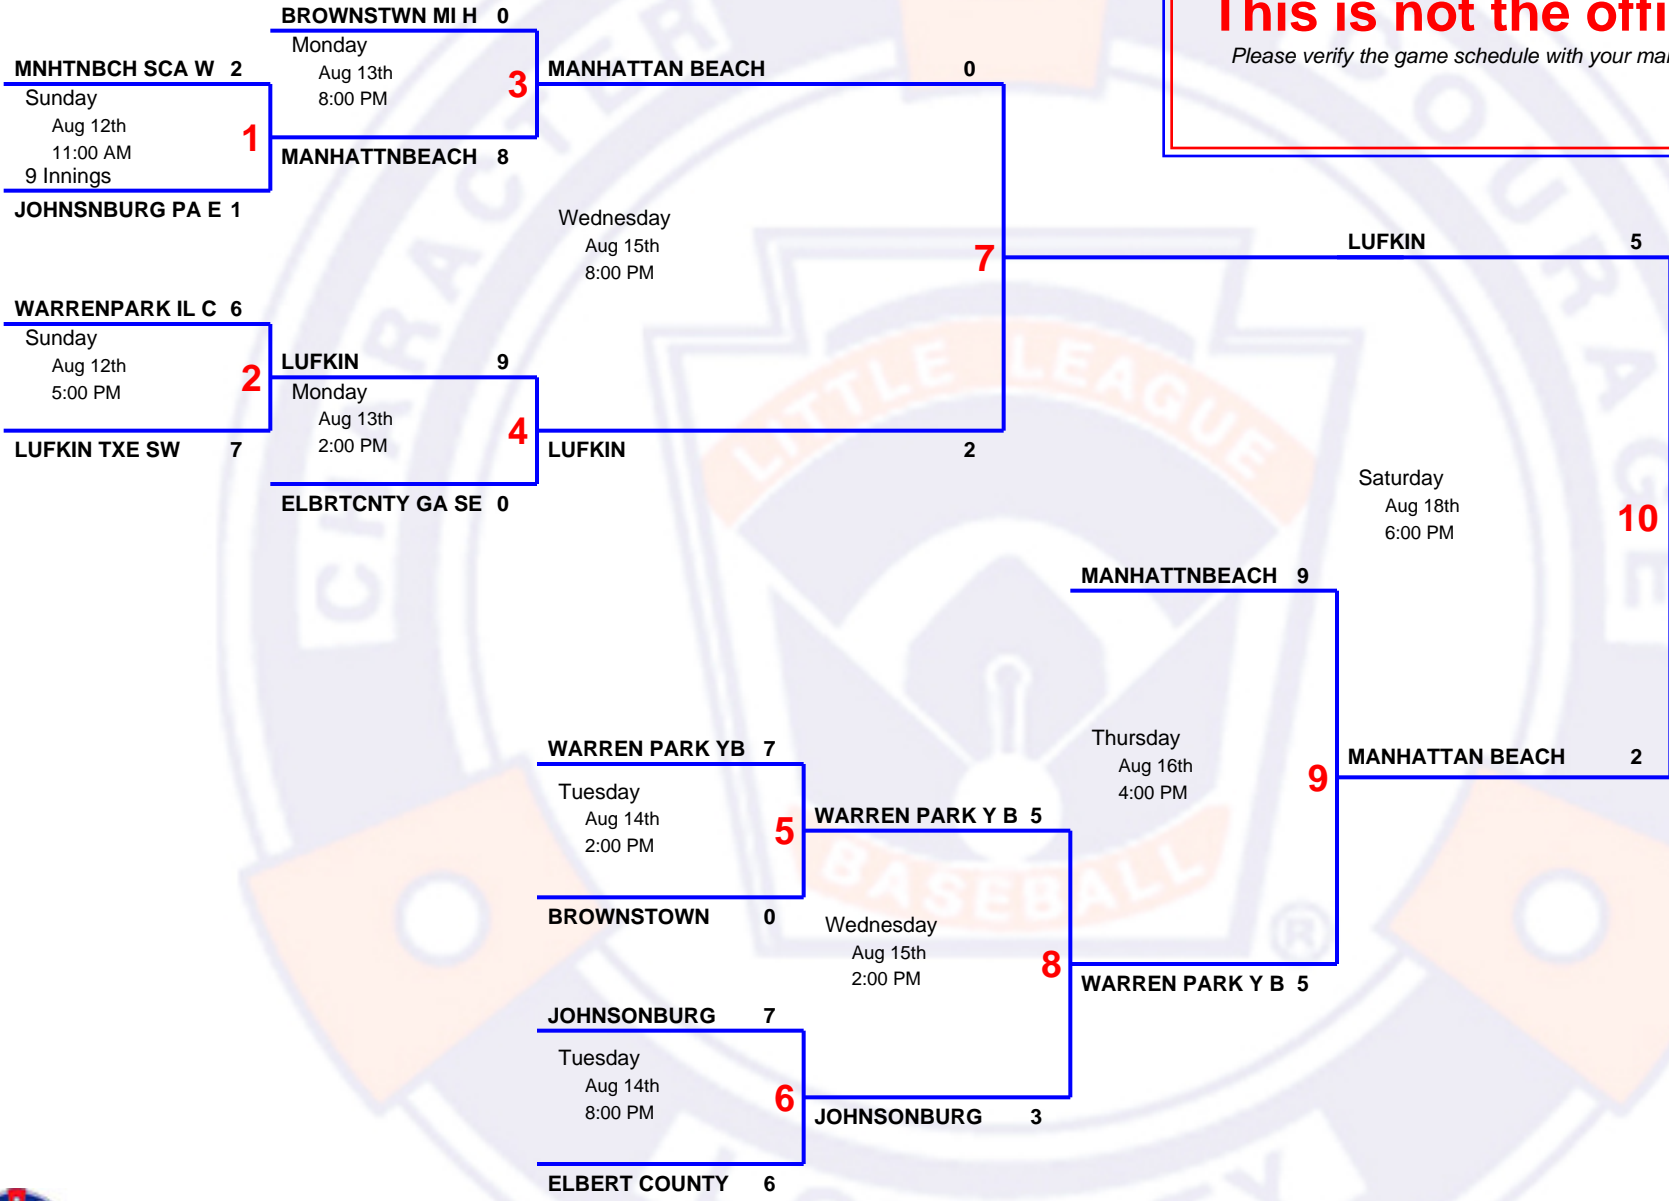 BROWNSTWN MI H 0
This is not the offi
Please verify the game schedule with your ma
Monday
Aug 13th
8:00 PM
3
MNHTNBCH SCA W 2
MANHATTAN BEACH 0
Sunday
Aug 12th
11:00 AM
9 Innings
1
MANHATTNBEACH 8
JOHNSNBURG PA E 1
Wednesday
Aug 15th
8:00 PM
7
LUFKIN 5
WARRENPARK IL C 6
Sunday
Aug 12th
5:00 PM
2
LUFKIN 9
Monday
Aug 13th
2:00 PM
4
LUFKIN TXE SW 7
LUFKIN 2
ELBRTCNTY GA SE 0
Saturday
Aug 18th
6:00 PM
10
MANHATTNBEACH 9
WARREN PARK YB 7
Thursday
Aug 16th
4:00 PM
9
MANHATTAN BEACH 2
Tuesday
Aug 14th
2:00 PM
5
WARREN PARK Y B 5
BROWNSTOWN 0
Wednesday
Aug 15th
2:00 PM
8
WARREN PARK Y B 5
JOHNSONBURG 7
Tuesday
Aug 14th
8:00 PM
6
JOHNSONBURG 3
ELBERT COUNTY 6
CHARACTER
COURAGE
LITTLE LEAGUE
BASEBALL
®